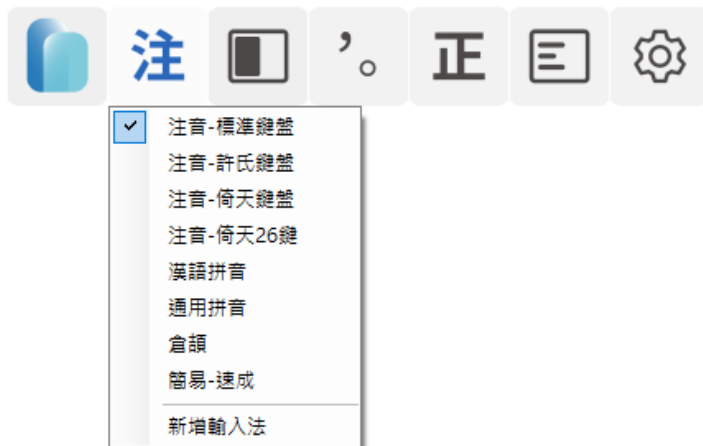 注 ，。 正
注音-標準鍵盤
注音-許氏鍵盤
注音-倚天鍵盤
注音-倚天26鍵
漢語拼音
通用拼音
倉頡
簡易-速成
新增輸入法